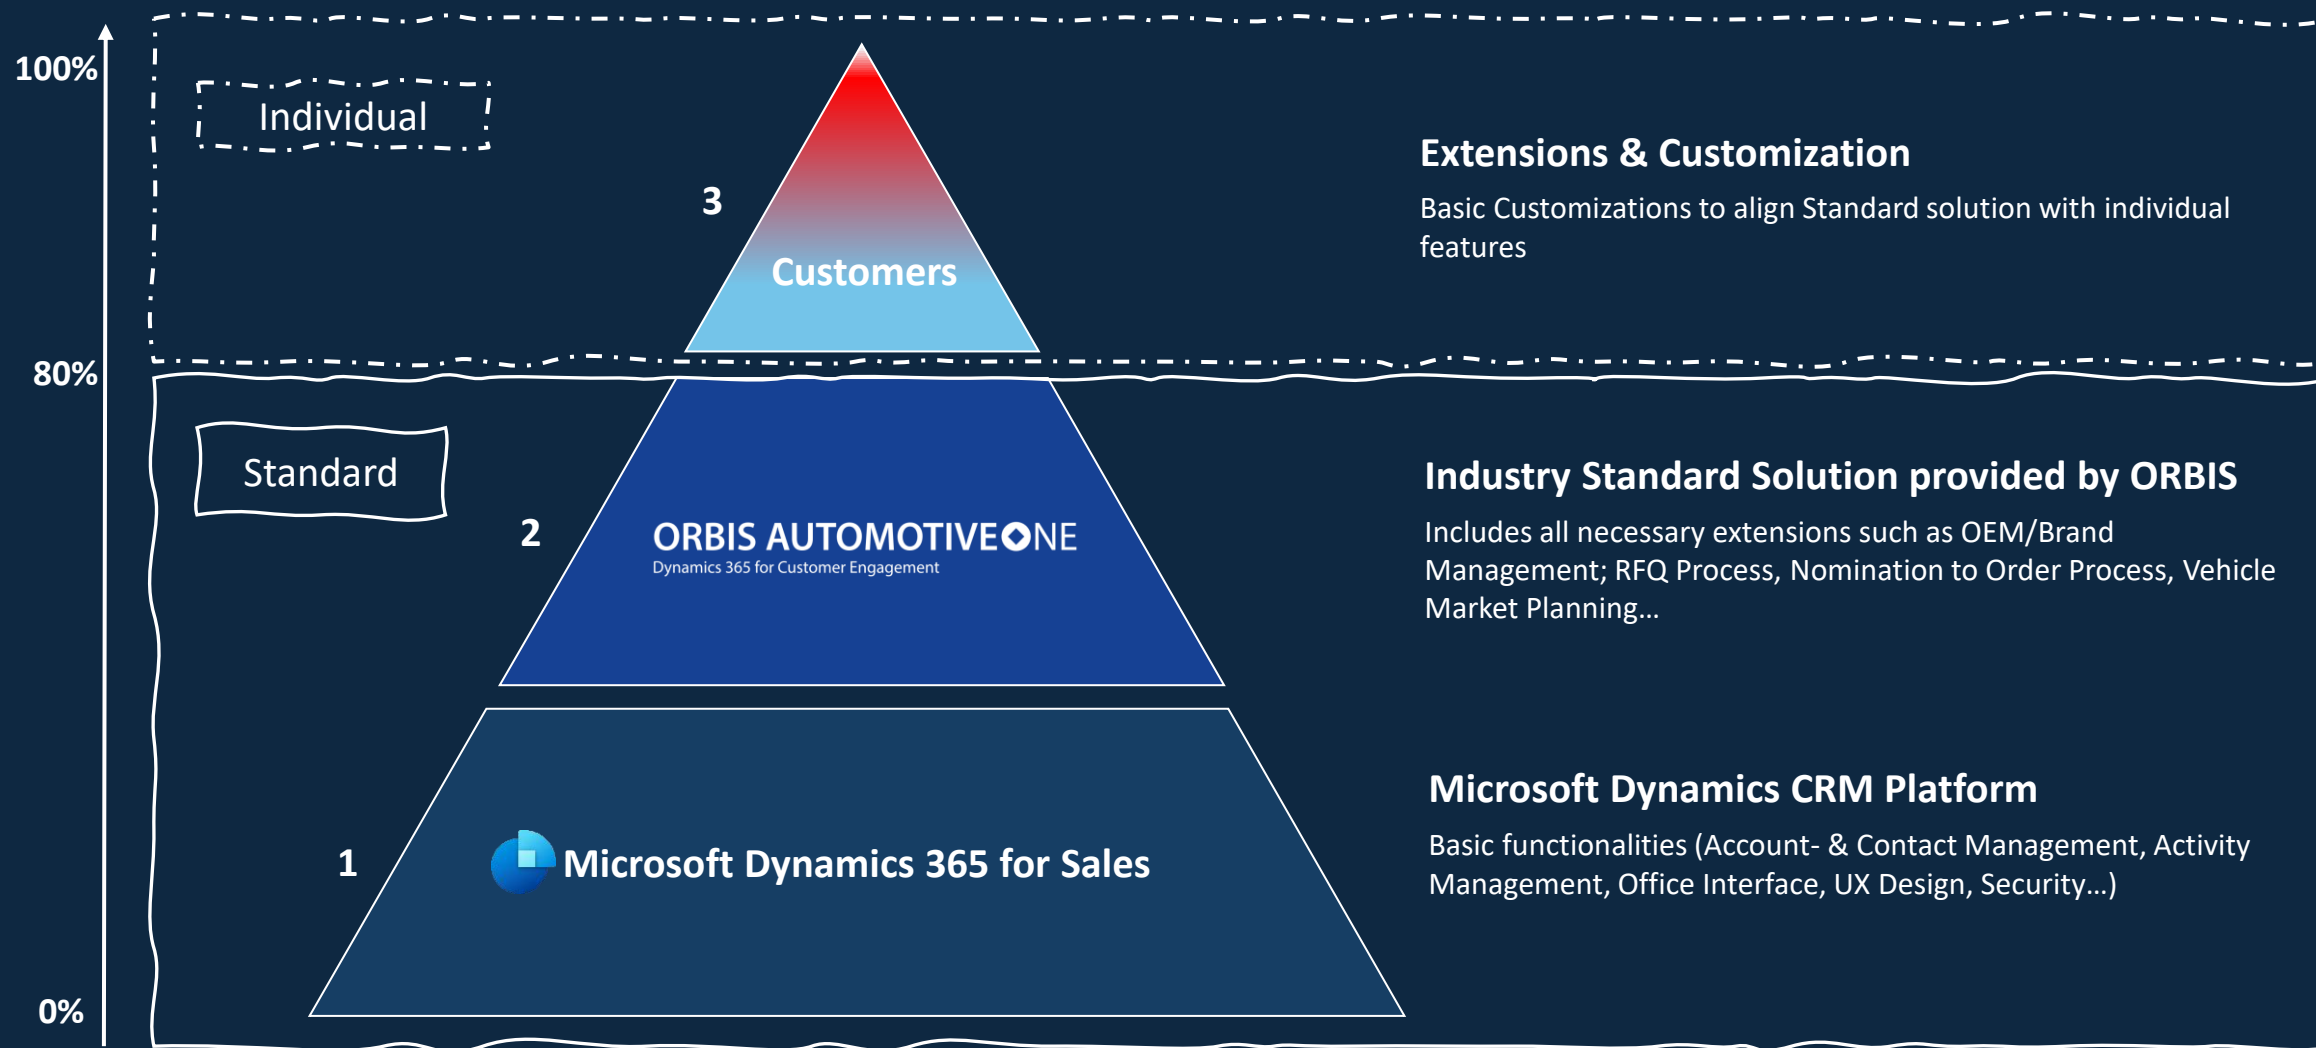 100%
Individual
3
Customers
Extensions & Customization
Basic Customizations to align Standard solution with individual
features
80%
Standard
2
ORBIS AUTOMOTIVEONE
Dynamics 365 for Customer Engagement
Industry Standard Solution provided by ORBIS
Includes all necessary extensions such as OEM/Brand
Management; RFQ Process, Nomination to Order Process, Vehicle
Market Planning...
1
Microsoft Dynamics 365 for Sales
Microsoft Dynamics CRM Platform
Basic functionalities (Account- & Contact Management, Activity
Management, Office Interface, UX Design, Security...)
0%